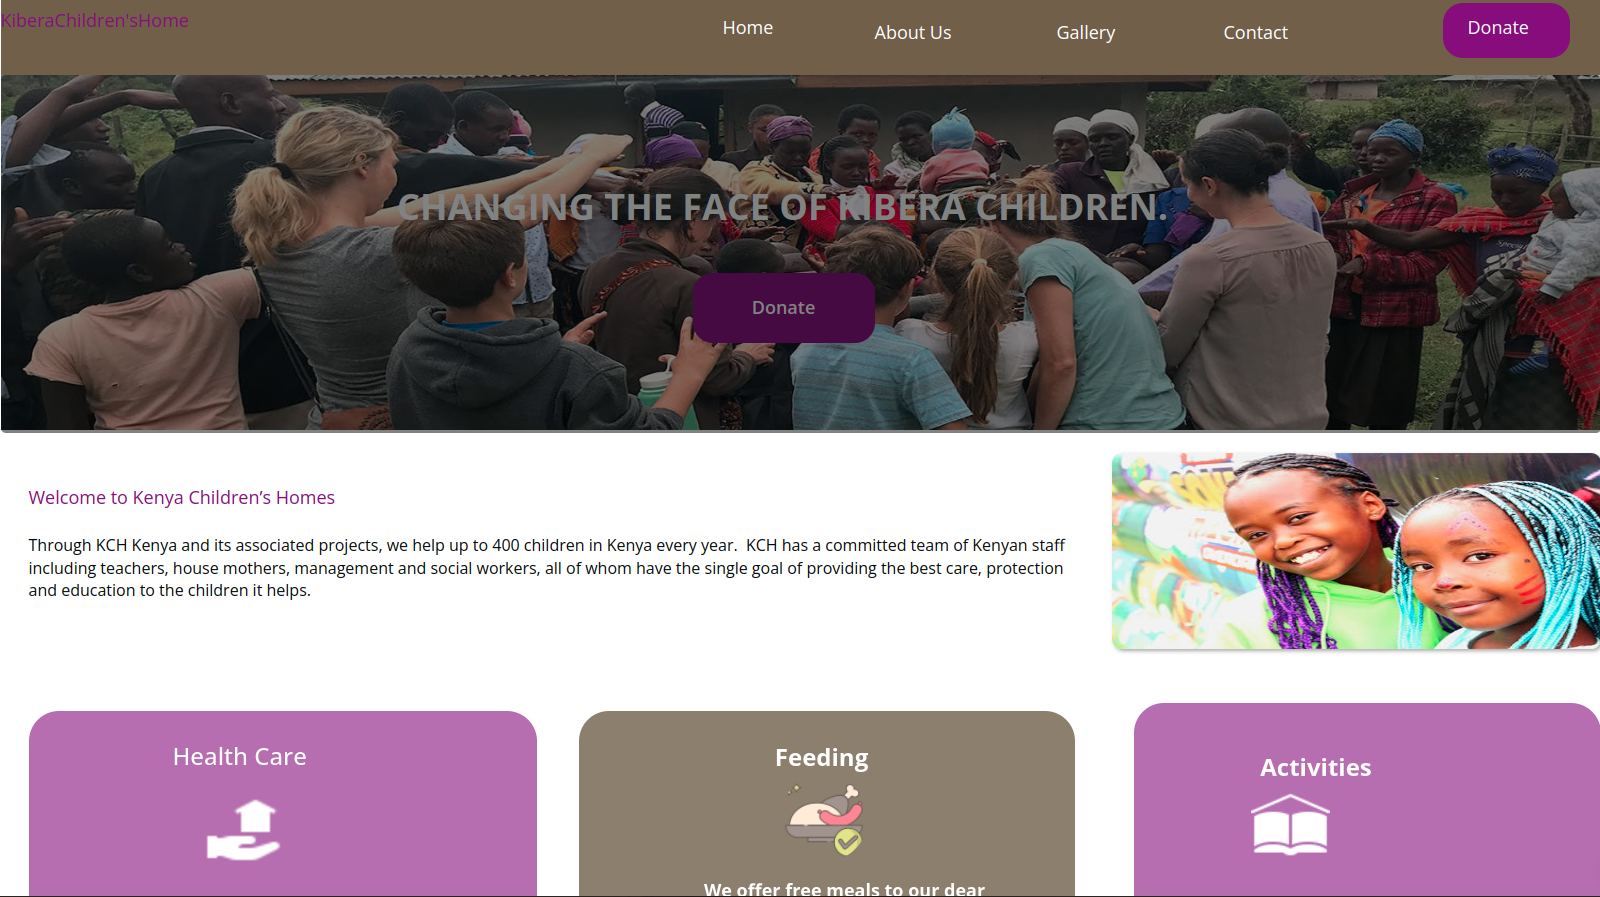 KiberaChildren'sHome
Home
About Us
Gallery
Contact
Donate
CHANGING THE FACE OF KIBERA CHILDREN.
Donate
Welcome to Kenya Children’s Homes
Through KCH Kenya and its associated projects, we help up to 400 children in Kenya every year.  KCH has a committed team of Kenyan staff
including teachers, house mothers, management and social workers, all of whom have the single goal of providing the best care, protection
and education to the children it helps.
Health Care
Feeding
Activities
We offer free meals to our dear